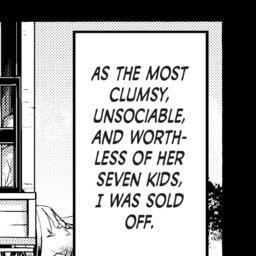 AS THE MOST
CLUMSY,
UNSOCIABLE,
AND WORTH-
LESS OF HER
SEVEN KIDS,
I WAS SOLD
OFF.